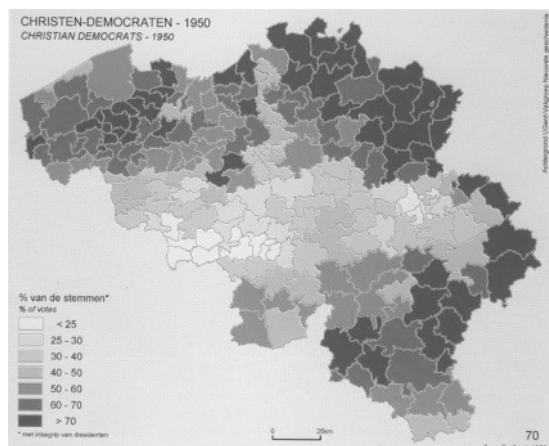 CHRISTEN-DEMOCRATEN - 1950
CHRISTIAN DEMOCRATS - 1950
% van de stemmen*
% of votes
< 25
25 - 30
30 - 40
40 - 50
50 - 60
60 - 70
> 70
* met inbegrip van dissidenten
0 25km
70